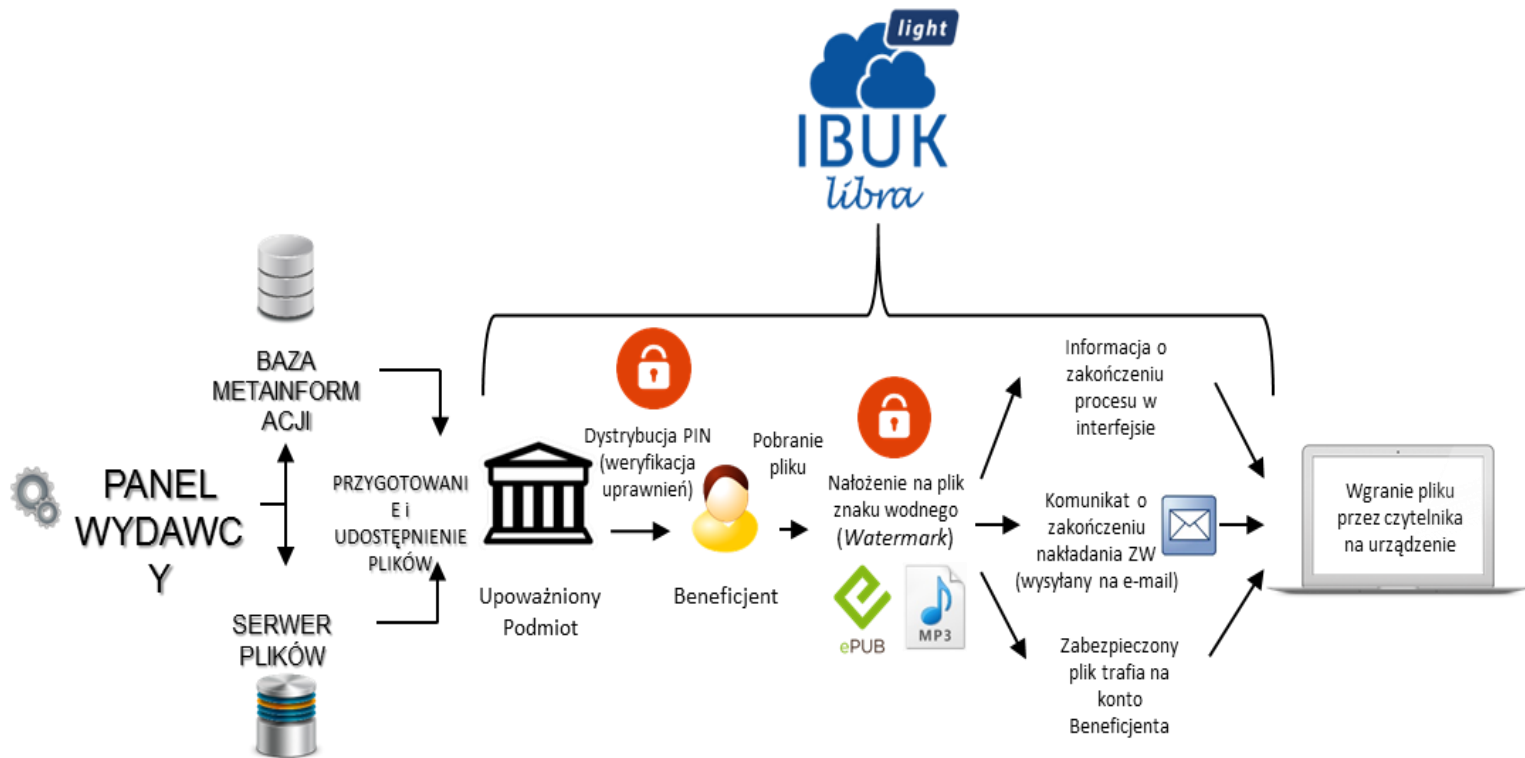 light
IBUK
libra
BAZA
METAINFORM
ACJI
PANEL
WYDAWC
Y
SERWER
PLIKÓW
PRZYGOTOWANI
E i
UDOSTĘPNIENIE
PLIKÓW
Upoważniony
Podmiot
Dystrybucja PIN
(weryfikacja
uprawnień)
Beneficjent
Pobranie
pliku
Nałożenie na plik
znaku wodnego
(Watermark)
ePUB
MP3
Informacja o
zakończeniu
procesu w
interfejsie
Komunikat o
zakończeniu
nakładania ZW
(wysyłany na e-mail)
Zabezpieczony
plik trafia na
konto
Beneficjenta
Wgranie pliku
przez czytelnika
na urządzenie